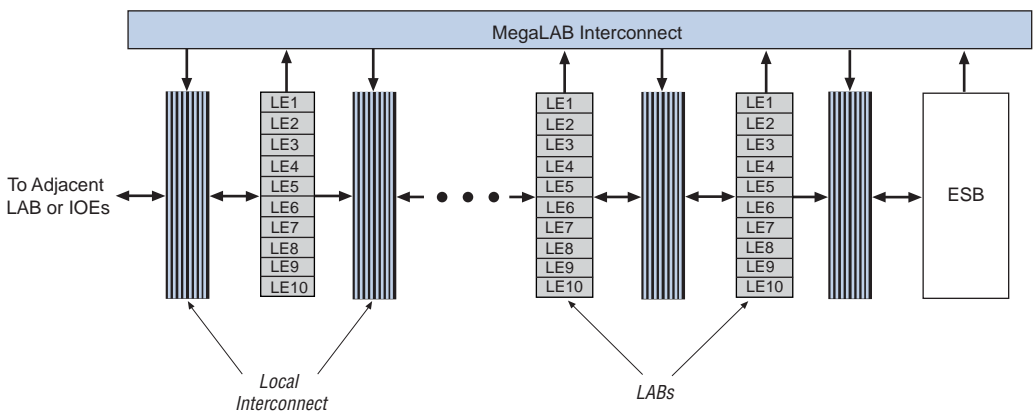 MegaLAB Interconnect
LE1
LE2
LE3
LE4
LE5
LE6
LE7
LE8
LE9
LE10
LE1
LE2
LE3
LE4
LE5
LE6
LE7
LE8
LE9
LE10
LE1
LE2
LE3
LE4
LE5
LE6
LE7
LE8
LE9
LE10
To Adjacent
LAB or IOEs
ESB
Local
Interconnect
LABs